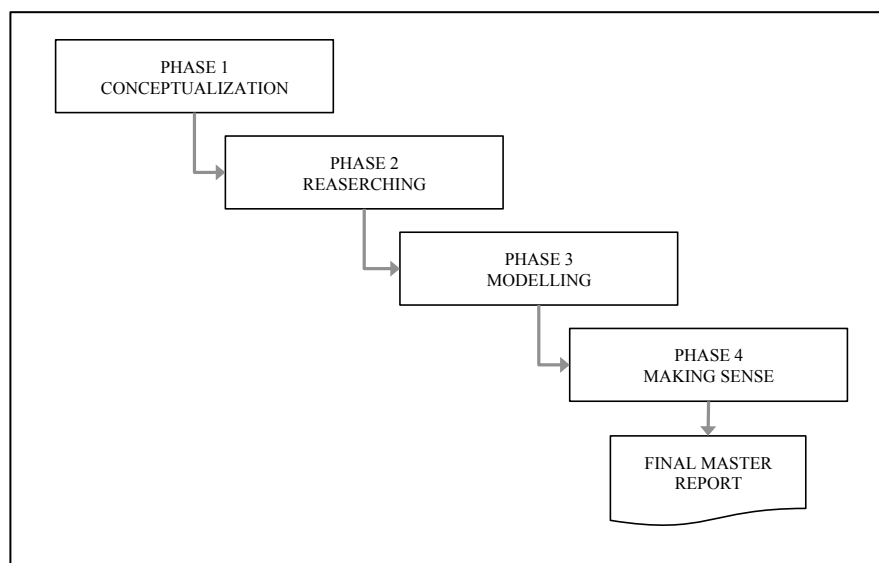 PHASE 1
CONCEPTUALIZATION
PHASE 2
REASERCHING
PHASE 3
MODELLING
PHASE 4
MAKING SENSE
FINAL MASTER
REPORT